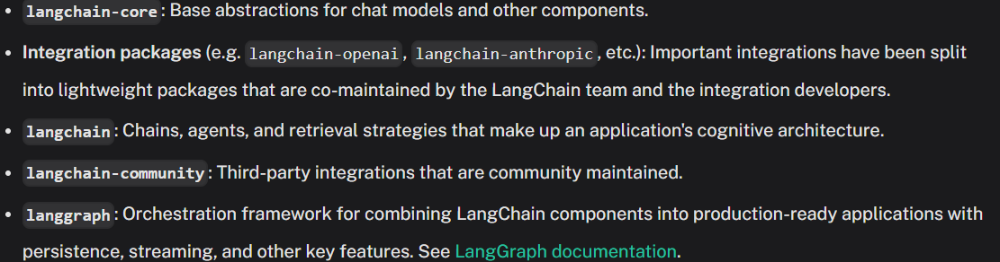 • langchain-core: Base abstractions for chat models and other components.
• Integration packages (e.g. langchain-openai, langchain-anthropic, etc.): Important integrations have been split
into lightweight packages that are co-maintained by the LangChain team and the integration developers.
• langchain: Chains, agents, and retrieval strategies that make up an application's cognitive architecture.
• langchain-community: Third-party integrations that are community maintained.
• langgraph: Orchestration framework for combining LangChain components into production-ready applications with
persistence, streaming, and other key features. See LangGraph documentation.